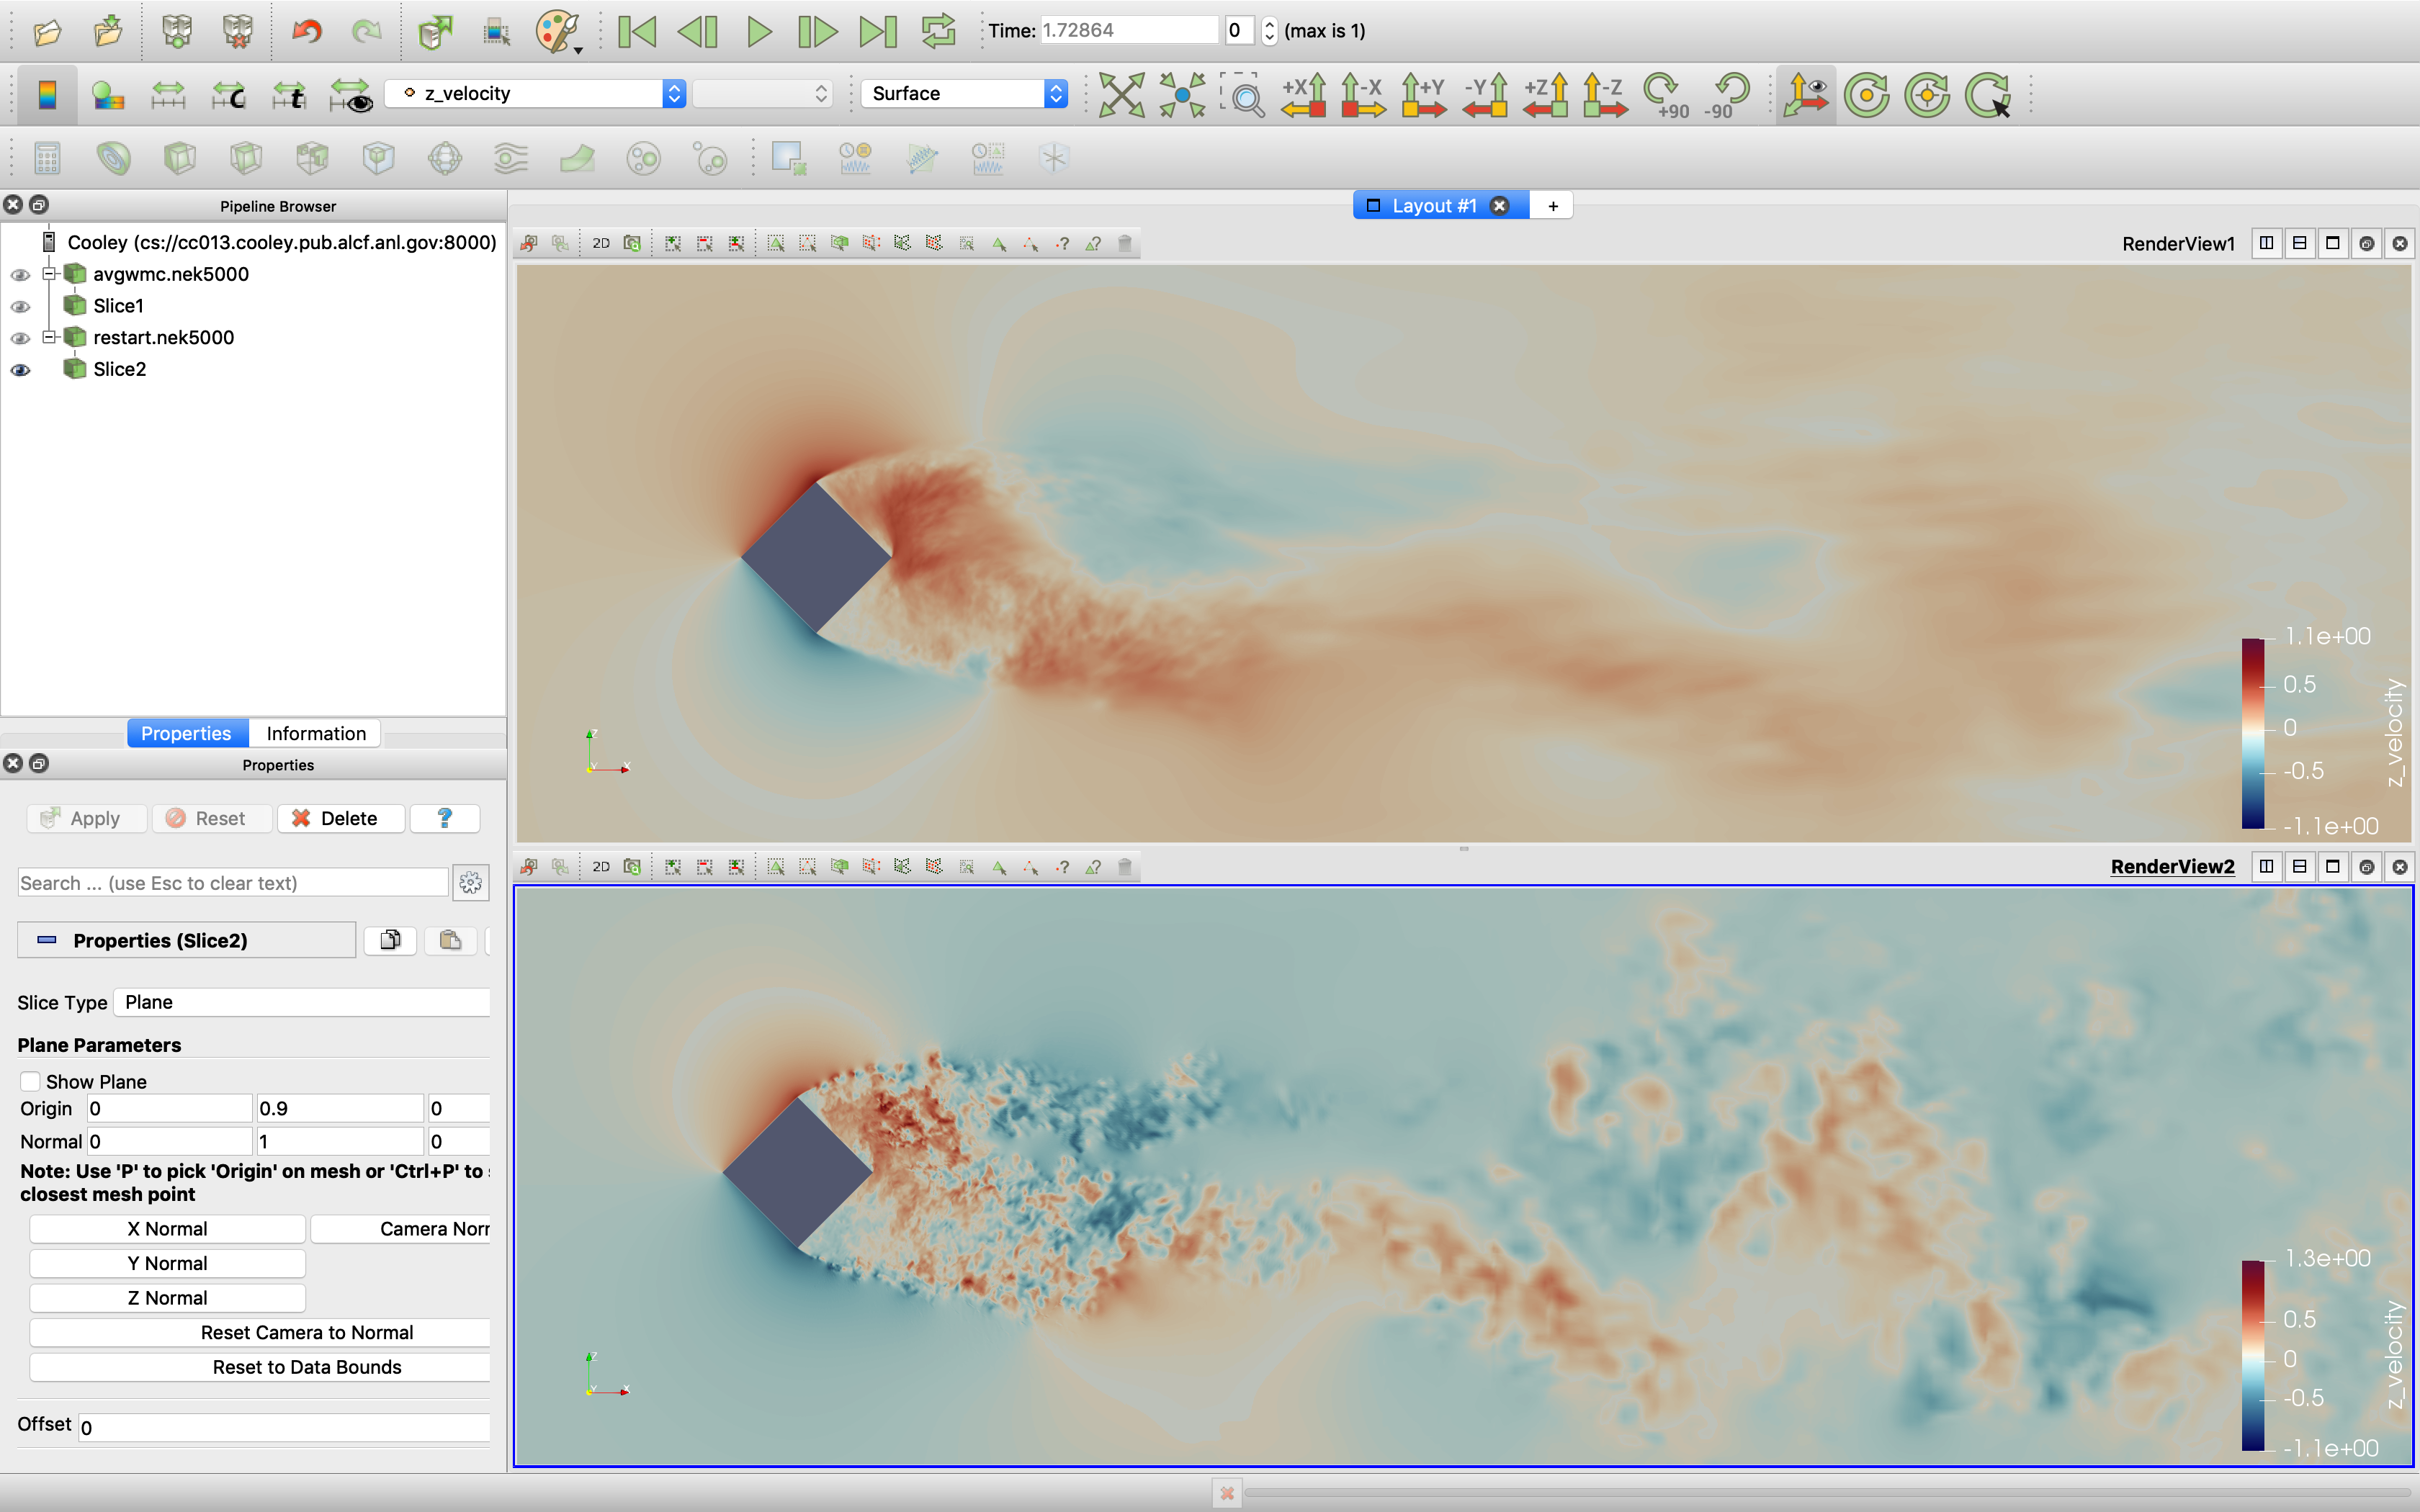 Time: 1.72864 0 (max is 1)
z_velocity Surface +X -X +Y -Y +Z -Z +90 -90
C t
Pipeline Browser
Layout #1 +
Cooley (cs://cc013.cooley.pub.alcf.anl.gov:8000)
avgwmc.nek5000
Slice1
restart.nek5000
Slice2
Properties Information
Properties
Apply Reset Delete ?
Search ... (use Esc to clear text)
Properties (Slice2)
Slice Type Plane
Plane Parameters
Show Plane
Origin 0 0.9 0
Normal 0 1 0
Note: Use 'P' to pick 'Origin' on mesh or 'Ctrl+P' to
closest mesh point
X Normal Camera Norr
Y Normal
Z Normal
Reset Camera to Normal
Reset to Data Bounds
Offset 0
2D ? ? RenderView1
1.1e+00
0.5
0
-0.5
-1.1e+00
z_velocity
Z
Y X
2D ? ? RenderView2
1.3e+00
0.5
0
-0.5
-1.1e+00
z_velocity
Z
Y X